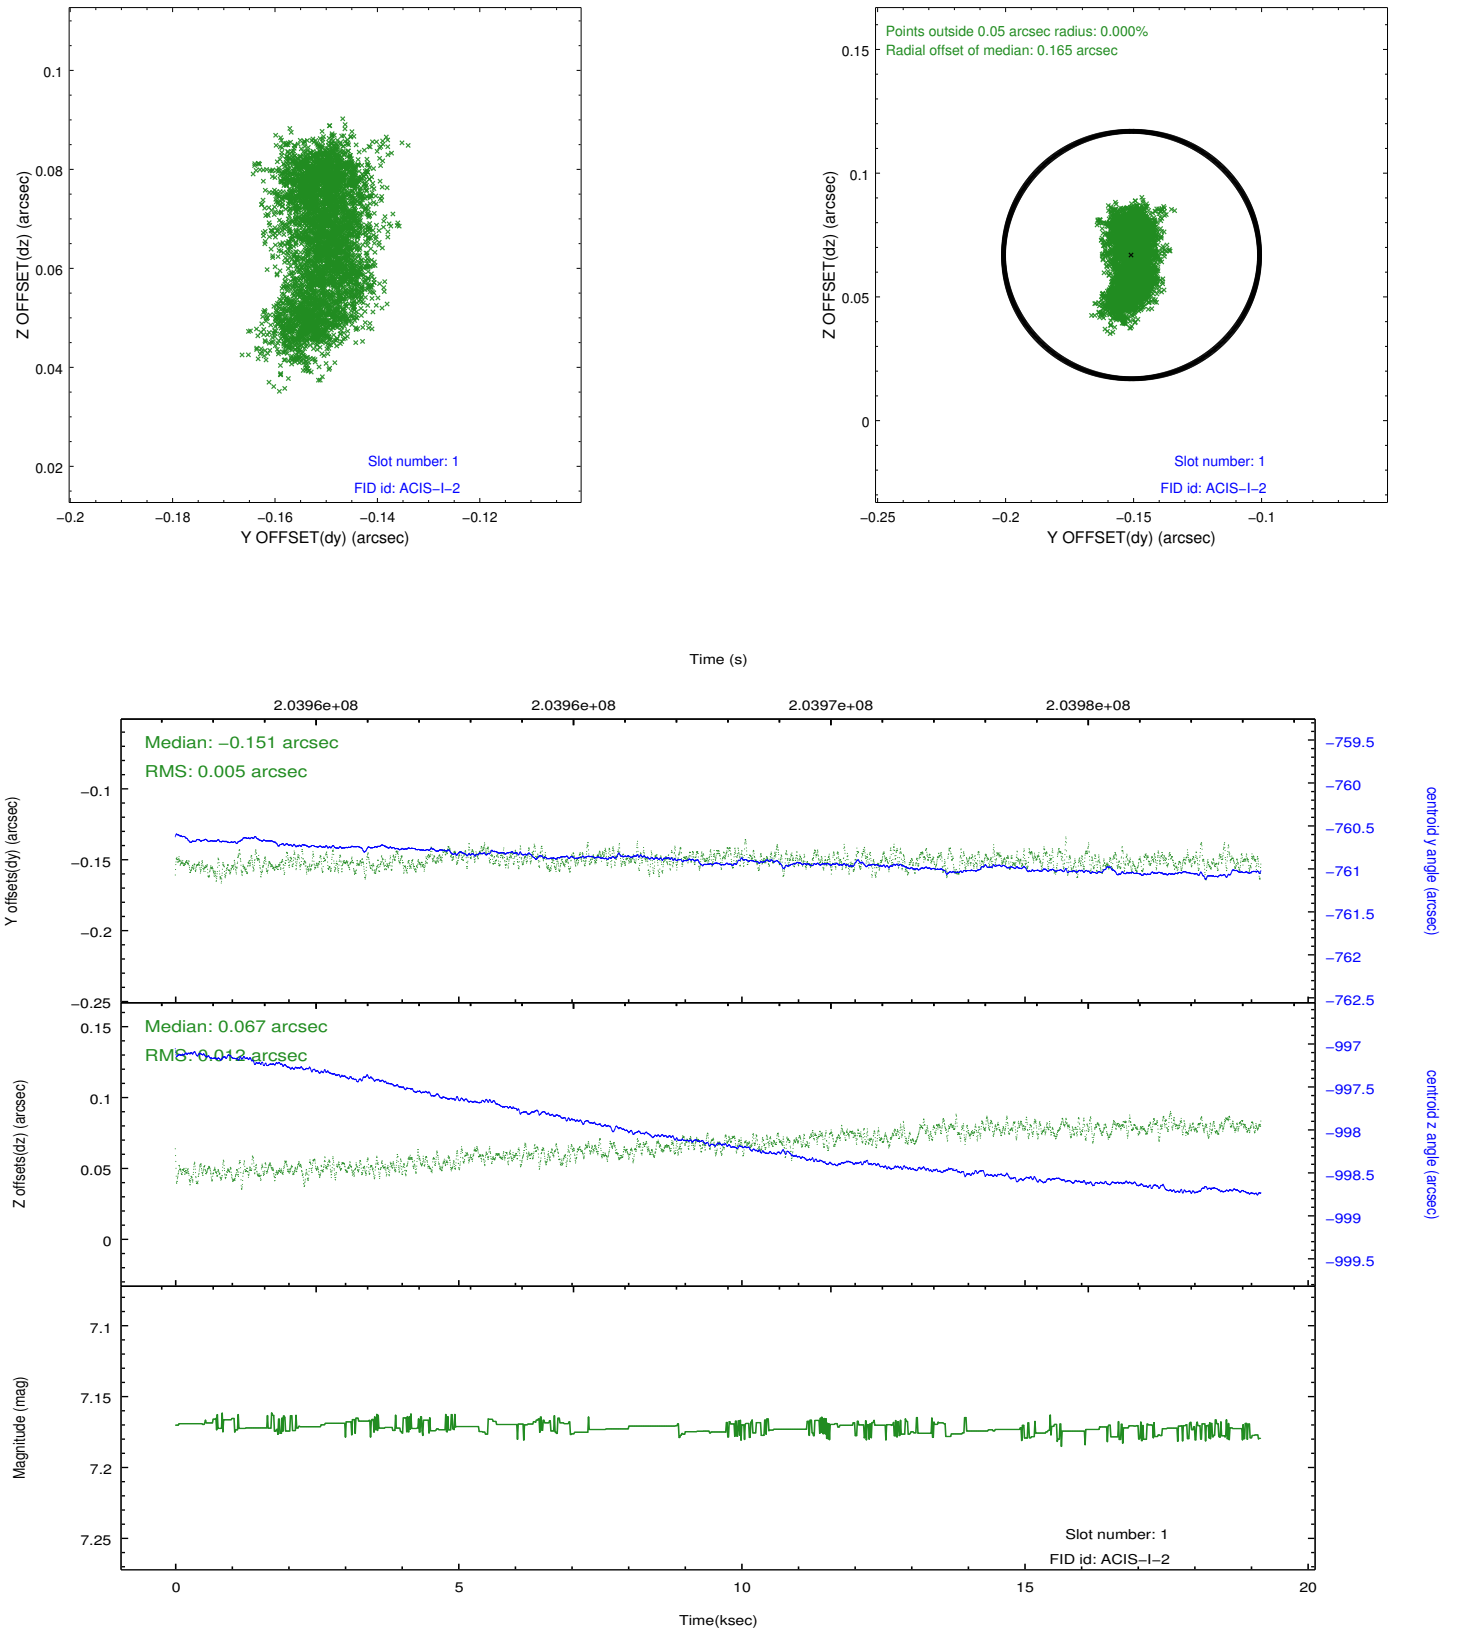 0.1
0.08
0.06
0.04
0.02
Z OFFSET(dz) (arcsec)
Slot number: 1
FID id: ACIS−I−2
−0.2 −0.18 −0.16 −0.14 −0.12
Y OFFSET(dy) (arcsec)
Points outside 0.05 arcsec radius: 0.000%
Radial offset of median: 0.165 arcsec
0.15
0.1
0.05
0
Z OFFSET(dz) (arcsec)
Slot number: 1
FID id: ACIS−I−2
−0.25 −0.2 −0.15 −0.1
Y OFFSET(dy) (arcsec)
Time (s)
2.0396e+08 2.0396e+08 2.0397e+08 2.0398e+08
Median: −0.151 arcsec
RMS: 0.005 arcsec
−0.1
−0.15
−0.2
−0.25
Y offsets(dy) (arcsec)
−759.5
−760
−760.5
−761
−761.5
−762
−762.5
centroid y angle (arcsec)
Median: 0.067 arcsec
RMS: 0.012 arcsec
0.15
0.1
0.05
0
Z offsets(dz) (arcsec)
−997
−997.5
−998
−998.5
−999
−999.5
centroid z angle (arcsec)
7.1
7.15
7.2
7.25
Magnitude (mag)
Slot number: 1
FID id: ACIS−I−2
0 5 10 15 20
Time(ksec)